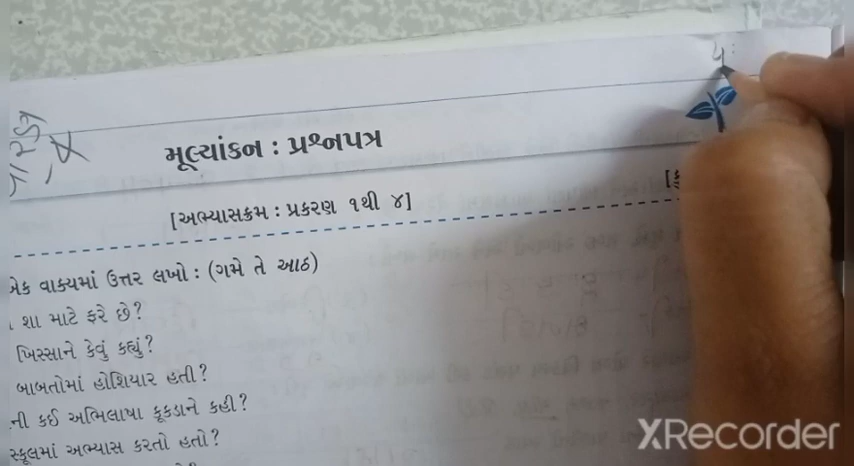 મૂલ્યાંકન : પ્રશ્નપત્ર
[અભ્યાસક્રમ : પ્રકરણ ૧થી ૪]
વાક્યમાં ઉત્તર લખો : (ગમે તે આઠ)
શા માટે ફરે છે?
ખિસ્સાને કેવું કહ્યું?
બાબતોમાં હોશિયાર હતી?
ની કઈ અભિલાષા કૂકડાને કહી?
સ્કૂલમાં અભ્યાસ કરતો હતો?
XRecorder